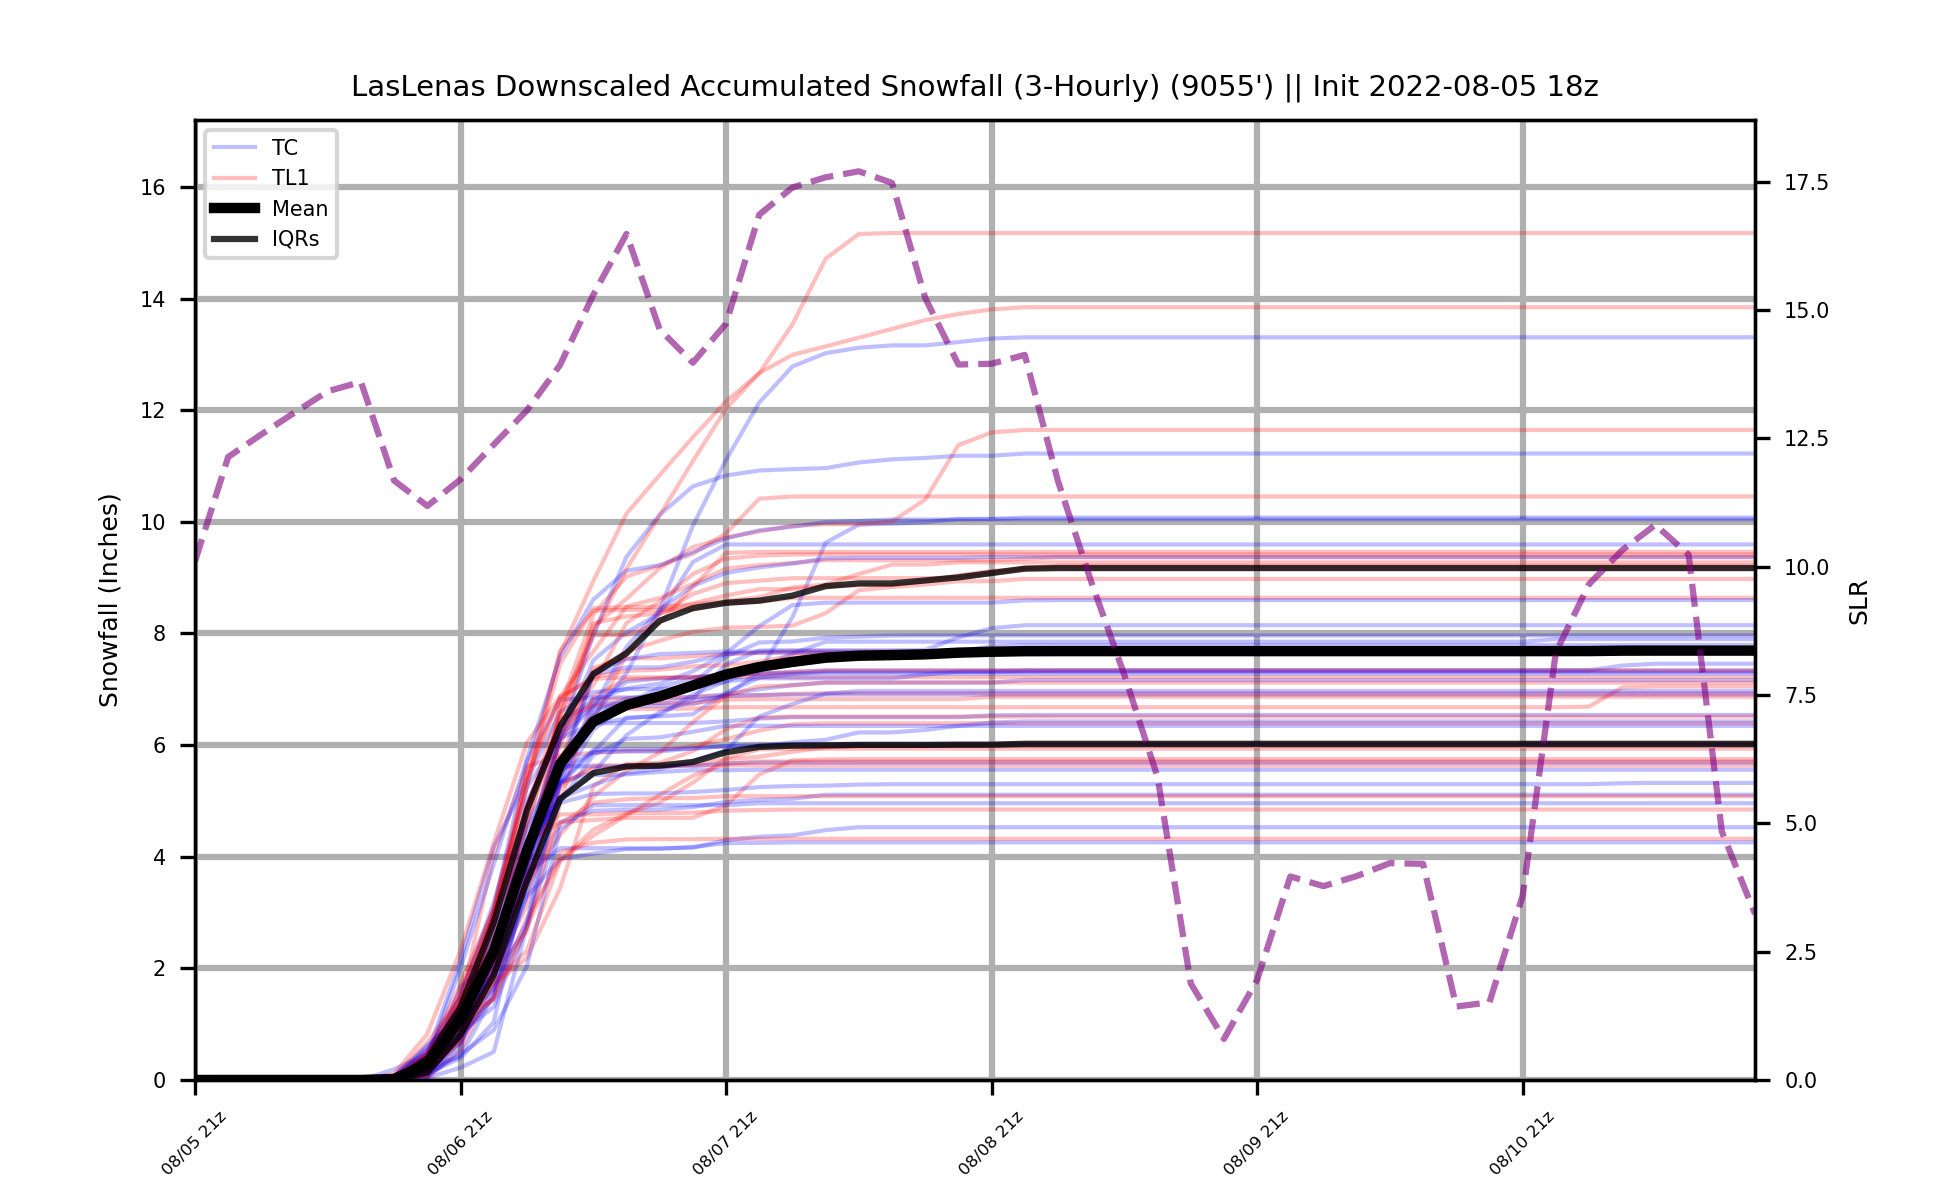 LasLenas Downscaled Accumulated Snowfall (3-Hourly) (9055') || Init 2022-08-05 18z
TC
TL1
Mean
IQRs
Snowfall (Inches)
16
14
12
10
8
6
4
2
0
17.5
15.0
12.5
10.0
7.5
5.0
2.5
0.0
SLR
08/05 21z
08/06 21z
08/07 21z
08/08 21z
08/09 21z
08/10 21z